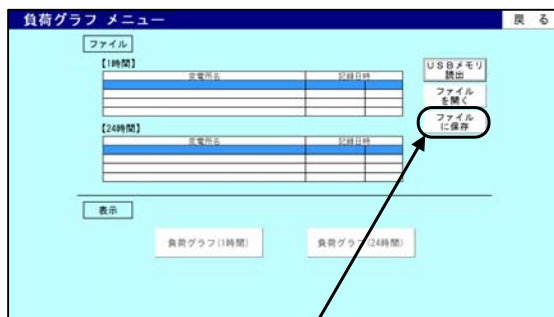 負荷グラフ メニュー
戻 る
ファイル
【1時間】
変電所名 記録日時
USBメモリ
読出
ファイル
を開く
ファイル
に保存
【24時間】
変電所名 記録日時
表示
負荷グラフ(1時間) 負荷グラフ(24時間)